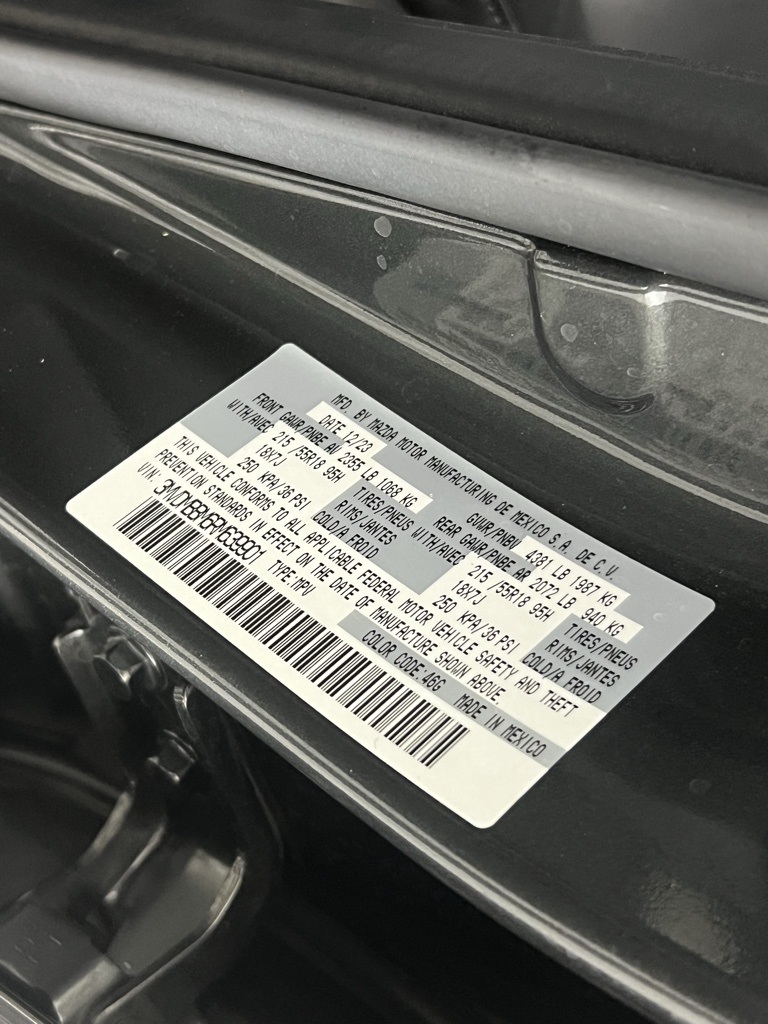 MFD. BY MAZDA MOTOR MANUFACTURING DE MEXICO S.A. DE C.V.
DATE 12/23 GVWR/PNBV 4381 LB 1987 KG
FRONT GAWR/PNBE AV 2355 LB 1068 KG REAR GAWR/PNBE AR 2072 LB 940 KG
WITH/AVEC 215/55R18 95H TIRES/PNEUS WITH/AVEC 215/55R18 95H TIRES/PNEUS
18X7J RIMS/JANTES 18X7J RIMS/JANTES
250 KPA/36 PSI COLD/A FROID 250 KPA/36 PSI COLD/A FROID
THIS VEHICLE CONFORMS TO ALL APPLICABLE FEDERAL MOTOR VEHICLE SAFETY AND THEFT
PREVENTION STANDARDS IN EFFECT ON THE DATE OF MANUFACTURE SHOWN ABOVE.
VIN: TYPE:MPV COLOR CODE:46G MADE IN MEXICO